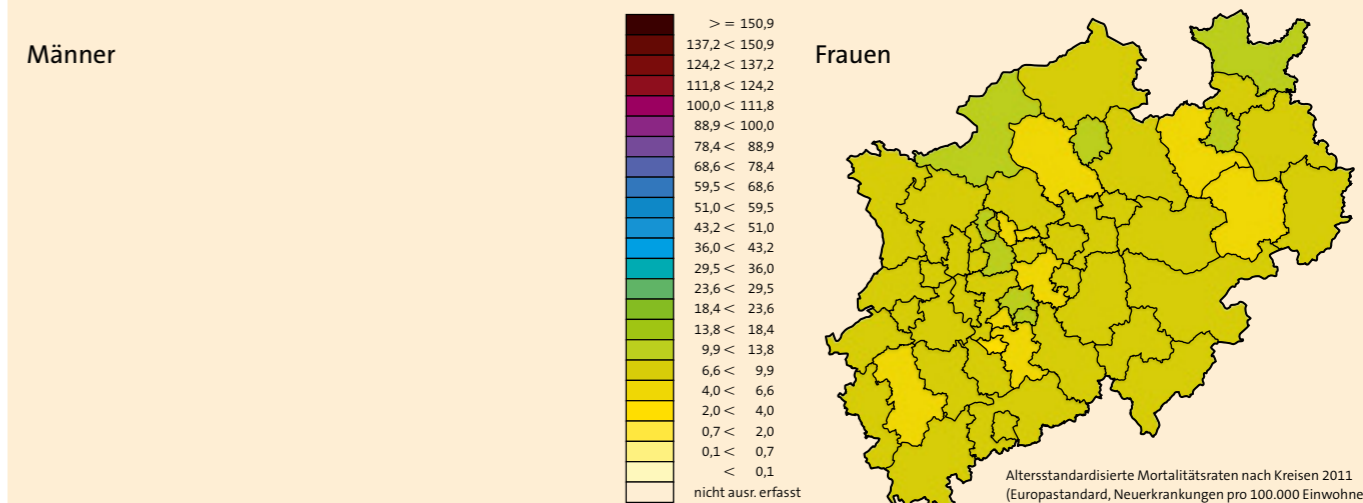 Männer
> = 150,9
137,2 < 150,9
124,2 < 137,2
111,8 < 124,2
100,0 < 111,8
88,9 < 100,0
78,4 < 88,9
68,6 < 78,4
59,5 < 68,6
51,0 < 59,5
43,2 < 51,0
36,0 < 43,2
29,5 < 36,0
23,6 < 29,5
18,4 < 23,6
13,8 < 18,4
9,9 < 13,8
6,6 < 9,9
4,0 < 6,6
2,0 < 4,0
0,7 < 2,0
0,1 < 0,7
< 0,1
nicht ausr. erfasst
Frauen
Altersstandardisierte Mortalitätsraten nach Kreisen 2011
(Europastandard, Neuerkrankungen pro 100.000 Einwohne